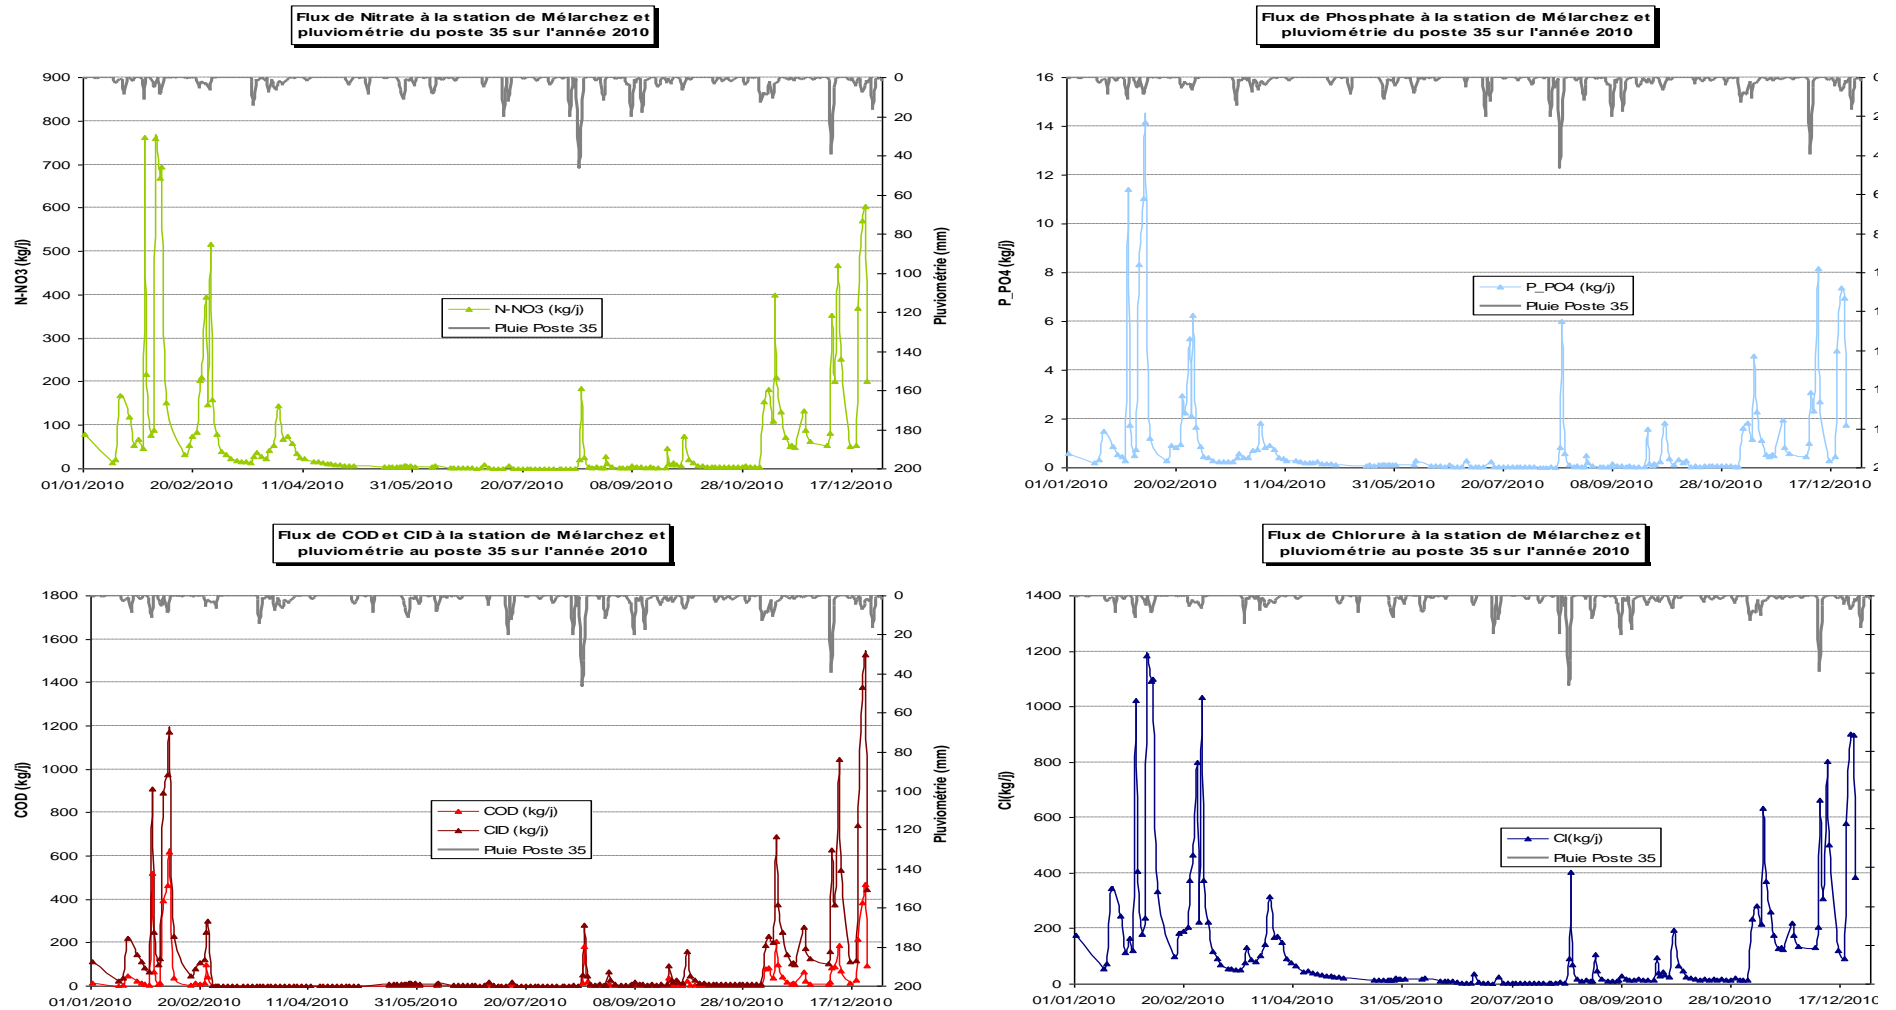 Flux de Nitrate à la station de Mélarchez et
pluviométrie du poste 35 sur l'année 2010
900
800
700
600
500
400
300
200
100
0
N-NO3 (kg/j)
0
20
40
60
80
100
120
140
160
180
200
Pluviométrie (mm)
N-NO3 (kg/j)
Pluie Poste 35
01/01/2010 20/02/2010 11/04/2010 31/05/2010 20/07/2010 08/09/2010 28/10/2010 17/12/2010
Flux de Phosphate à la station de Mélarchez et
pluviométrie du poste 35 sur l'année 2010
16
14
12
10
8
6
4
2
0
P_PO4 (kg/j)
P_PO4 (kg/j)
Pluie Poste 35
01/01/2010 20/02/2010 11/04/2010 31/05/2010 20/07/2010 08/09/2010 28/10/2010 17/12/2010
Flux de COD et CID à la station de Mélarchez et
pluviométrie au poste 35 sur l'année 2010
1800
1600
1400
1200
1000
800
600
400
200
0
COD (kg/j)
0
20
40
60
80
100
120
140
160
180
200
Pluviométrie (mm)
COD (kg/j)
CID (kg/j)
Pluie Poste 35
01/01/2010 20/02/2010 11/04/2010 31/05/2010 20/07/2010 08/09/2010 28/10/2010 17/12/2010
Flux de Chlorure à la station de Mélarchez et
pluviométrie au poste 35 sur l'année 2010
1400
1200
1000
800
600
400
200
0
Cl(kg/j)
Cl(kg/j)
Pluie Poste 35
01/01/2010 20/02/2010 11/04/2010 31/05/2010 20/07/2010 08/09/2010 28/10/2010 17/12/2010